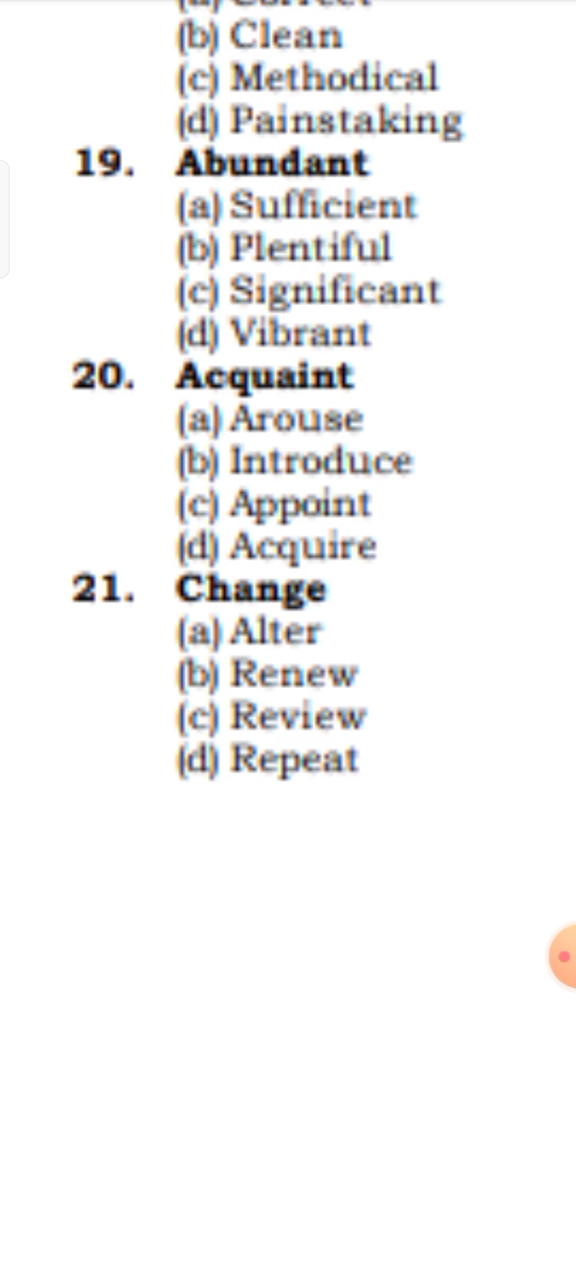 (b) Clean
(c) Methodical
(d) Painstaking
19. Abundant
(a) Sufficient
(b) Plentiful
(c) Significant
(d) Vibrant
20. Acquaint
(a) Arouse
(b) Introduce
(c) Appoint
(d) Acquire
21. Change
(a) Alter
(b) Renew
(c) Review
(d) Repeat